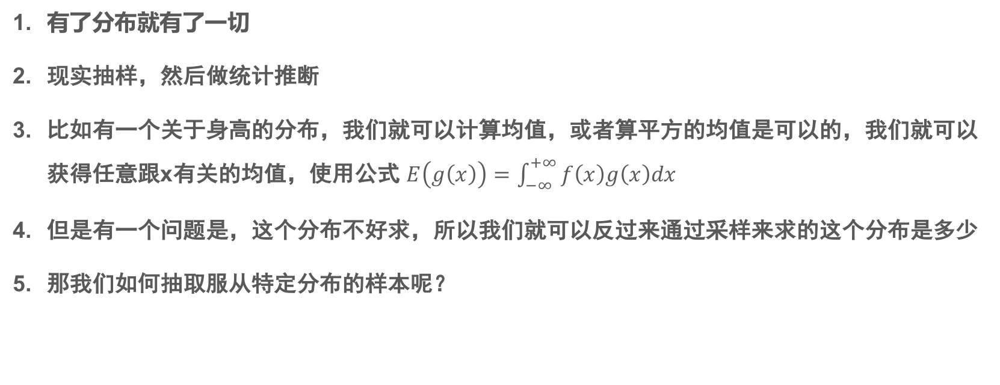 1. 有了分布就有了一切
2. 现实抽样，然后做统计推断
3. 比如有一个关于身高的分布，我们就可以计算均值，或者算平方的均值是可以的，我们就可以
获得任意跟x有关的均值，使用公式 E(g(x)) = ∫_{-∞}^{+∞} f(x)g(x)dx
4. 但是有一个问题是，这个分布不好求，所以我们就可以反过来通过采样来求的这个分布是多少
5. 那我们如何抽取服从特定分布的样本呢？